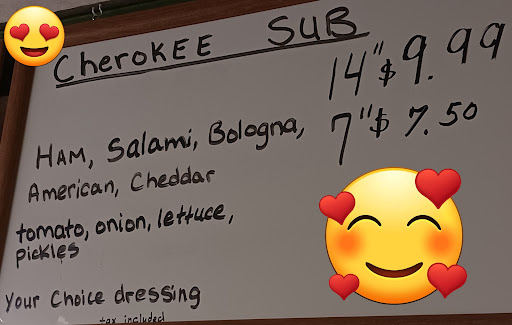 Cherokee SUB
14" $9.99
7" $7.50
HAM, Salami, Bologna,
American, Cheddar
tomato, onion, lettuce,
pickles
Your Choice dressing
tax included